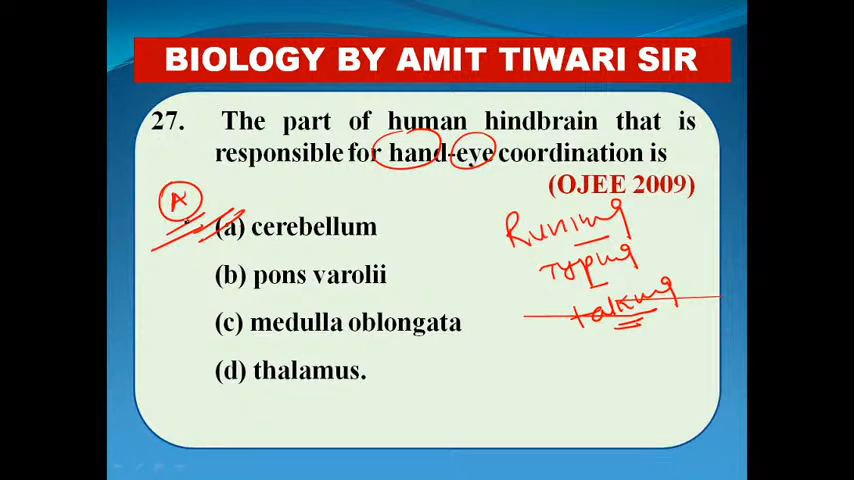 BIOLOGY BY AMIT TIWARI SIR
27. The part of human hindbrain that is
responsible for hand-eye coordination is
(OJEE 2009)
A
(a) cerebellum
(b) pons varolii
(c) medulla oblongata
(d) thalamus.
Runing
Typing
talking